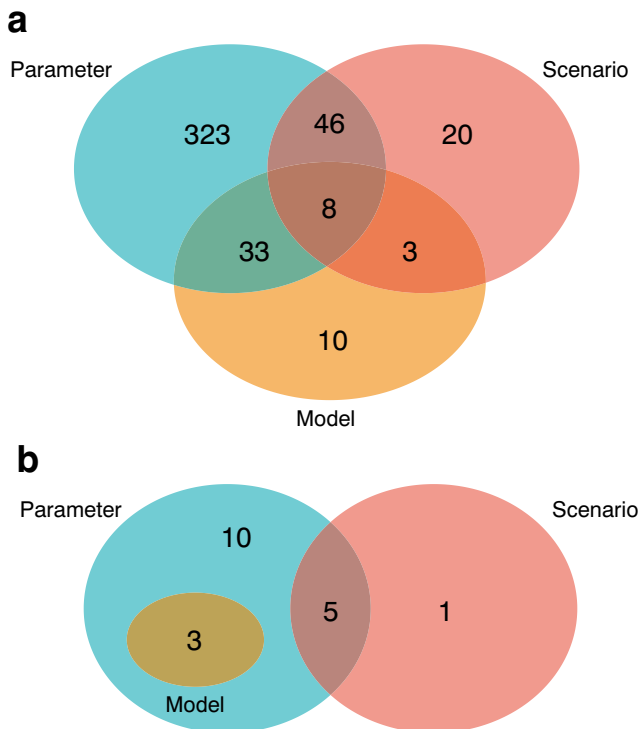 a
Parameter
Scenario
323
46
20
8
33
3
10
Model
b
Parameter
Scenario
10
5
1
3
Model